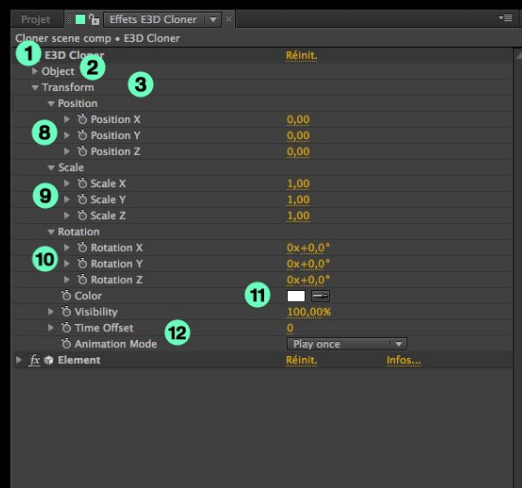 Projet Effets E3D Cloner
Cloner scene comp • E3D Cloner
1 E3D Cloner Réinit.
Object 2
Transform 3
Position
Position X 0,00
8 Position Y 0,00
Position Z 0,00
Scale
Scale X 1,00
9 Scale Y 1,00
Scale Z 1,00
Rotation
Rotation X 0x+0,0°
10 Rotation Y 0x+0,0°
Rotation Z 0x+0,0°
Color 11
Visibility 100,00%
Time Offset 0
12
Animation Mode Play once
fx Element Réinit. Infos...